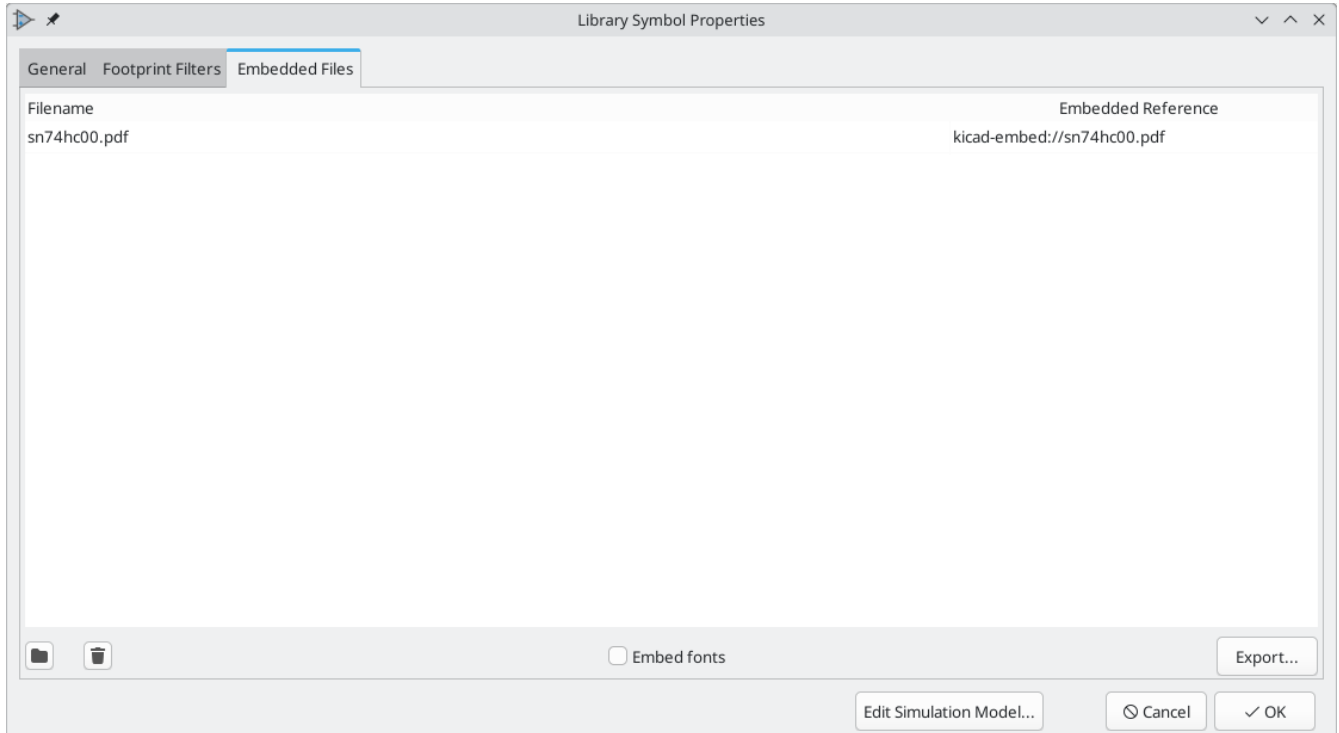 Library Symbol Properties
General Footprint Filters Embedded Files
Filename Embedded Reference
sn74hc00.pdf kicad-embed://sn74hc00.pdf
Embed fonts Export...
Edit Simulation Model... Cancel OK